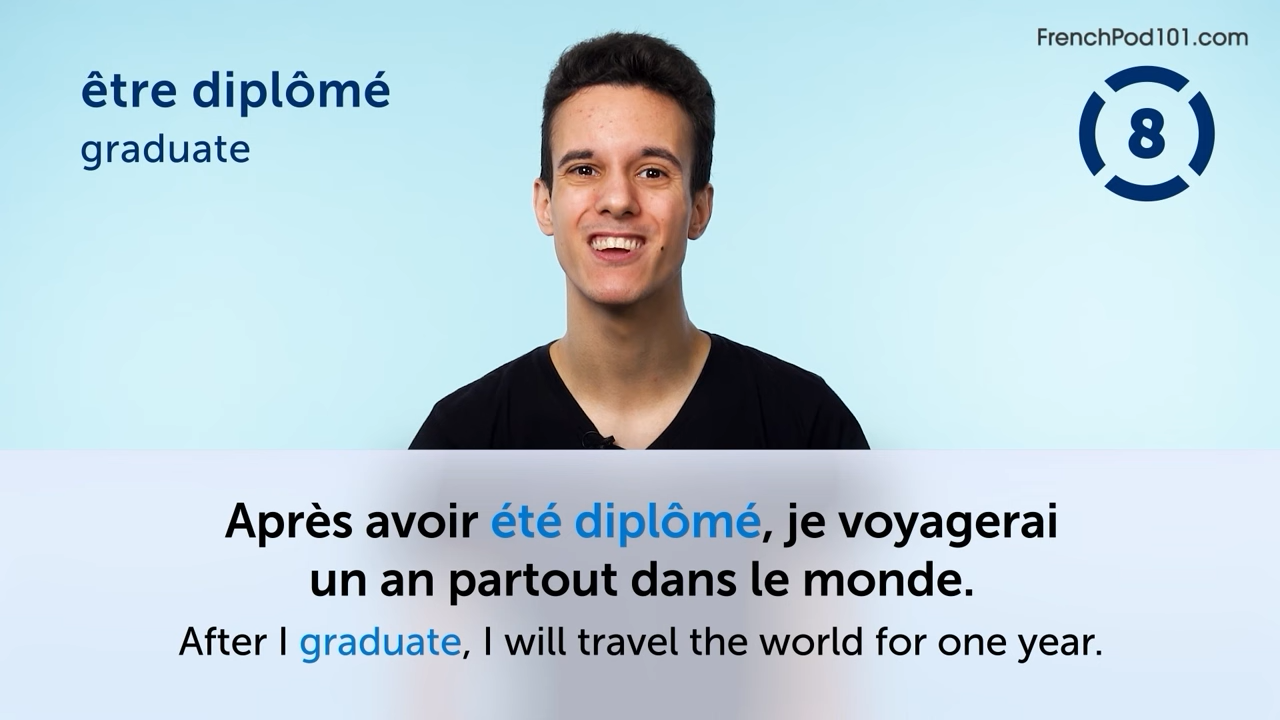 FrenchPod101.com
être diplômé
graduate
8
Après avoir été diplômé, je voyagerai
un an partout dans le monde.
After I graduate, I will travel the world for one year.